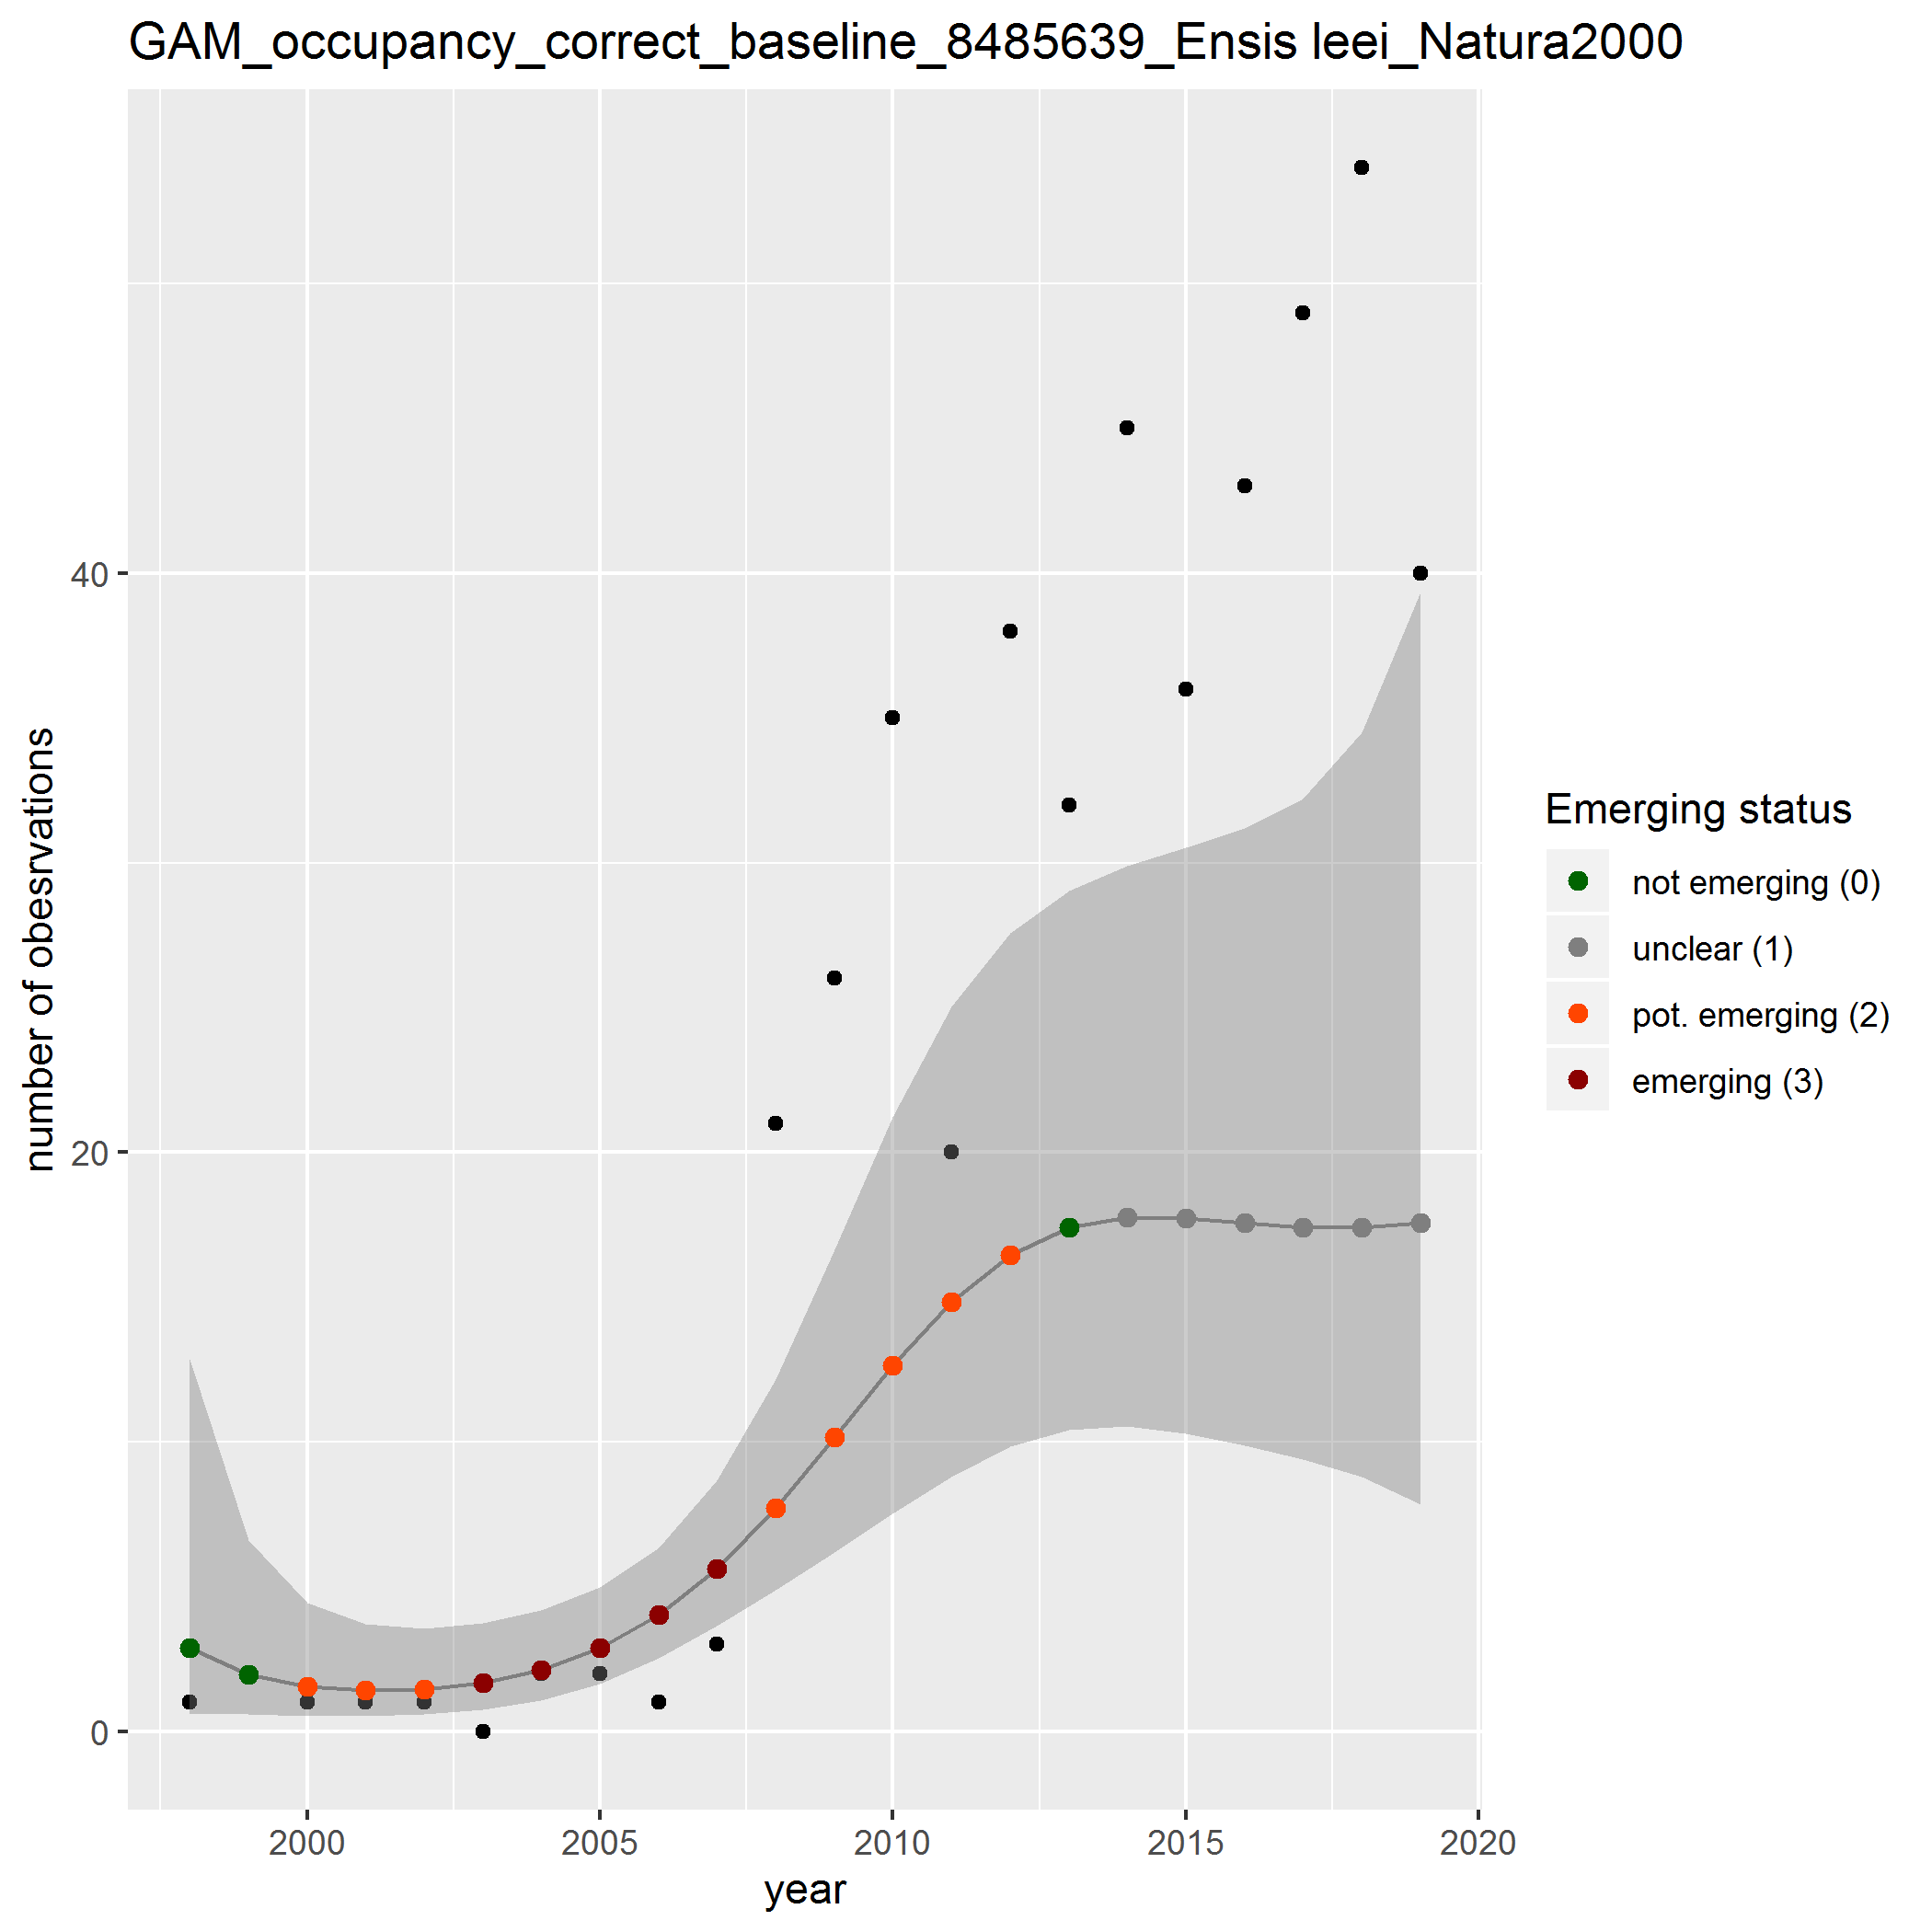 GAM_occupancy_correct_baseline_8485639_Ensis leei_Natura2000
number of obesrvations
40
20
0
2000 2005 2010 2015 2020
year
Emerging status
not emerging (0)
unclear (1)
pot. emerging (2)
emerging (3)